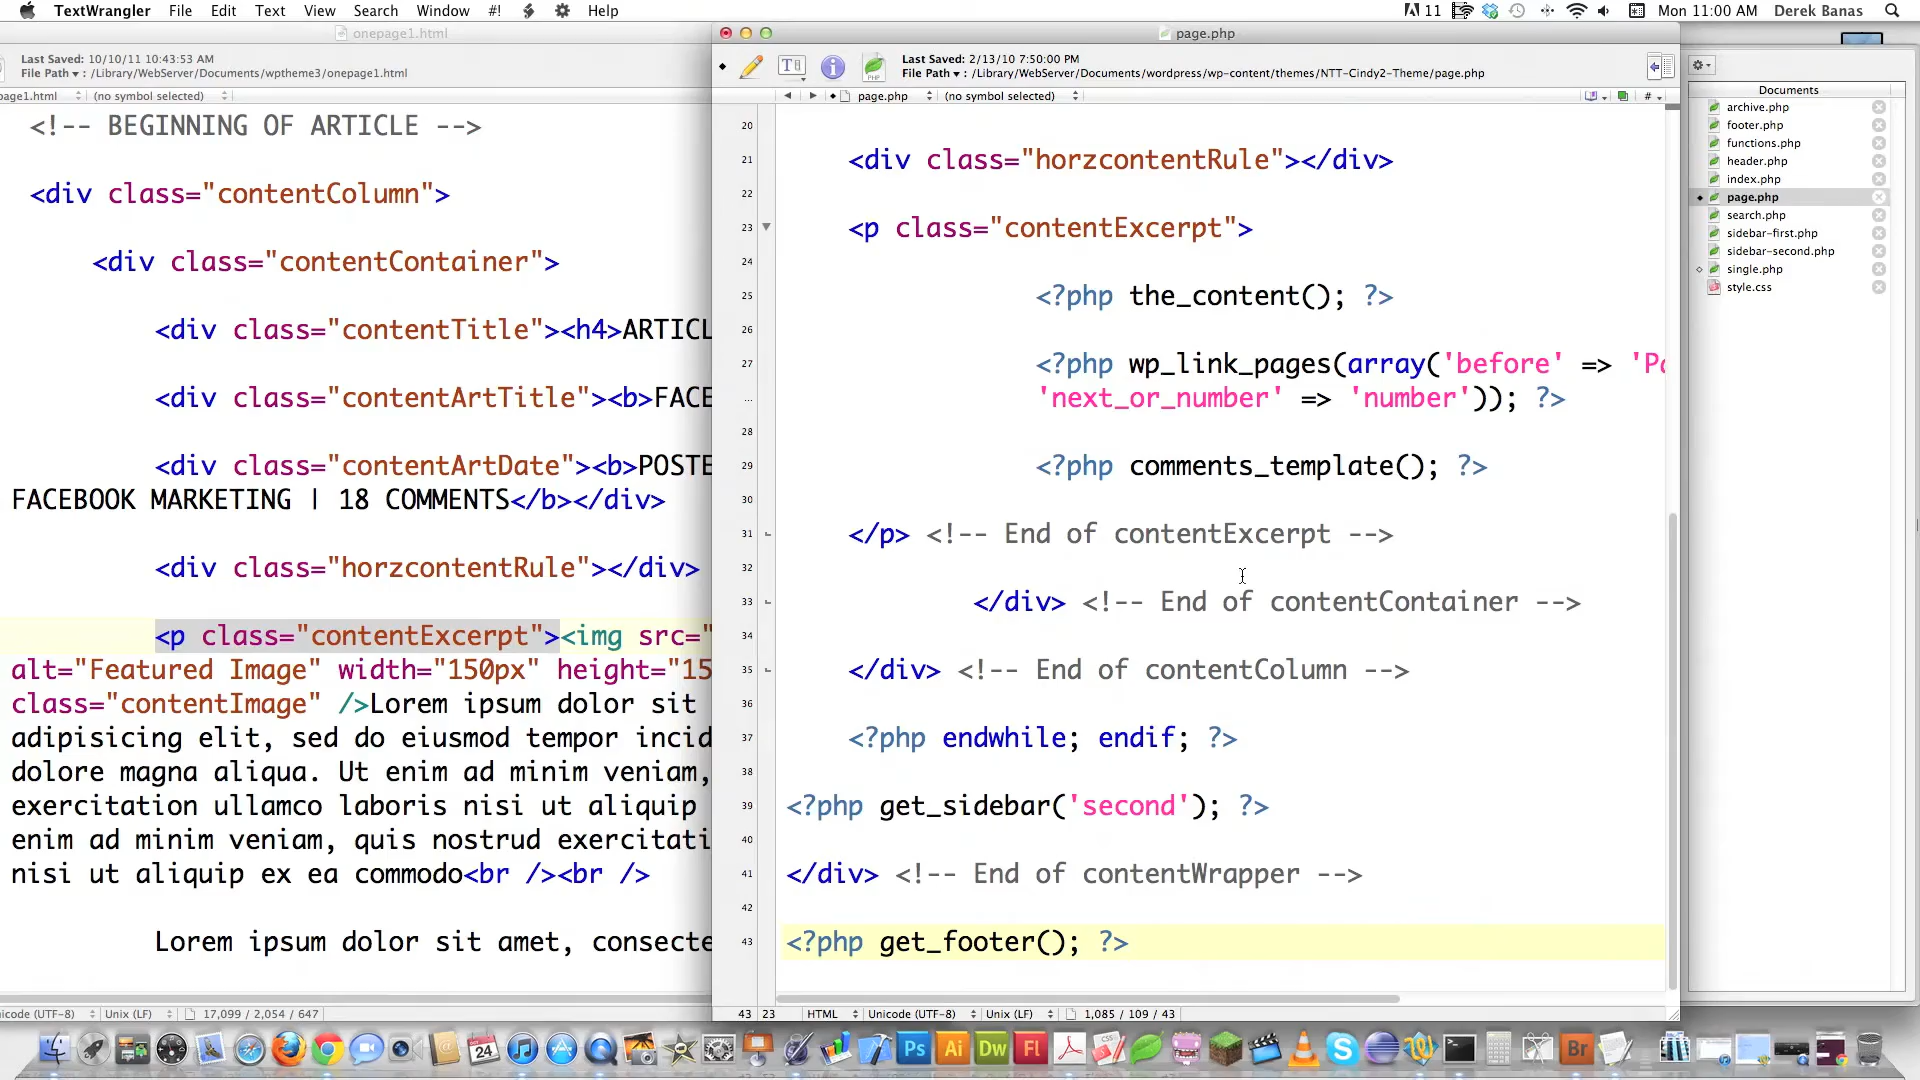 TextWrangler File Edit Text View Search Window #! Help
11 Mon 11:00 AM Derek Banas
onepage1.html
Last Saved: 10/10/11 10:43:53 AM
File Path ▾ : /Library/WebServer/Documents/wptheme3/onepage1.html
page1.html (no symbol selected)
<!-- BEGINNING OF ARTICLE -->
<div class="contentColumn">
<div class="contentContainer">
<div class="contentTitle"><h4>ARTICL
<div class="contentArtTitle"><b>FACE
<div class="contentArtDate"><b>POSTE
FACEBOOK MARKETING | 18 COMMENTS</b></div>
<div class="horzcontentRule"></div>
<p class="contentExcerpt"><img src="
alt="Featured Image" width="150px" height="15
class="contentImage" />Lorem ipsum dolor sit
adipisicing elit, sed do eiusmod tempor incid
dolore magna aliqua. Ut enim ad minim veniam,
exercitation ullamco laboris nisi ut aliquip
enim ad minim veniam, quis nostrud exercitati
nisi ut aliquip ex ea commodo<br /><br />
Lorem ipsum dolor sit amet, consecte
nicode (UTF-8) Unix (LF) 17,099 / 2,054 / 647
page.php
Last Saved: 2/13/10 7:50:00 PM
File Path ▾ : /Library/WebServer/Documents/wordpress/wp-content/themes/NTT-Cindy2-Theme/page.php
page.php (no symbol selected) #
20
21 <div class="horzcontentRule"></div>
22
23 <p class="contentExcerpt">
24
25 <?php the_content(); ?>
26
27 <?php wp_link_pages(array('before' => 'Pa
... 'next_or_number' => 'number')); ?>
28
29 <?php comments_template(); ?>
30
31 </p> <!-- End of contentExcerpt -->
32
33 </div> <!-- End of contentContainer -->
34
35 </div> <!-- End of contentColumn -->
36
37 <?php endwhile; endif; ?>
38
39 <?php get_sidebar('second'); ?>
40
41 </div> <!-- End of contentWrapper -->
42
43 <?php get_footer(); ?>
43 23 HTML Unicode (UTF-8) Unix (LF) 1,085 / 109 / 43
Documents
archive.php
footer.php
functions.php
header.php
index.php
page.php
search.php
sidebar-first.php
sidebar-second.php
single.php
style.css
24 Ps Ai Dw Fl Br